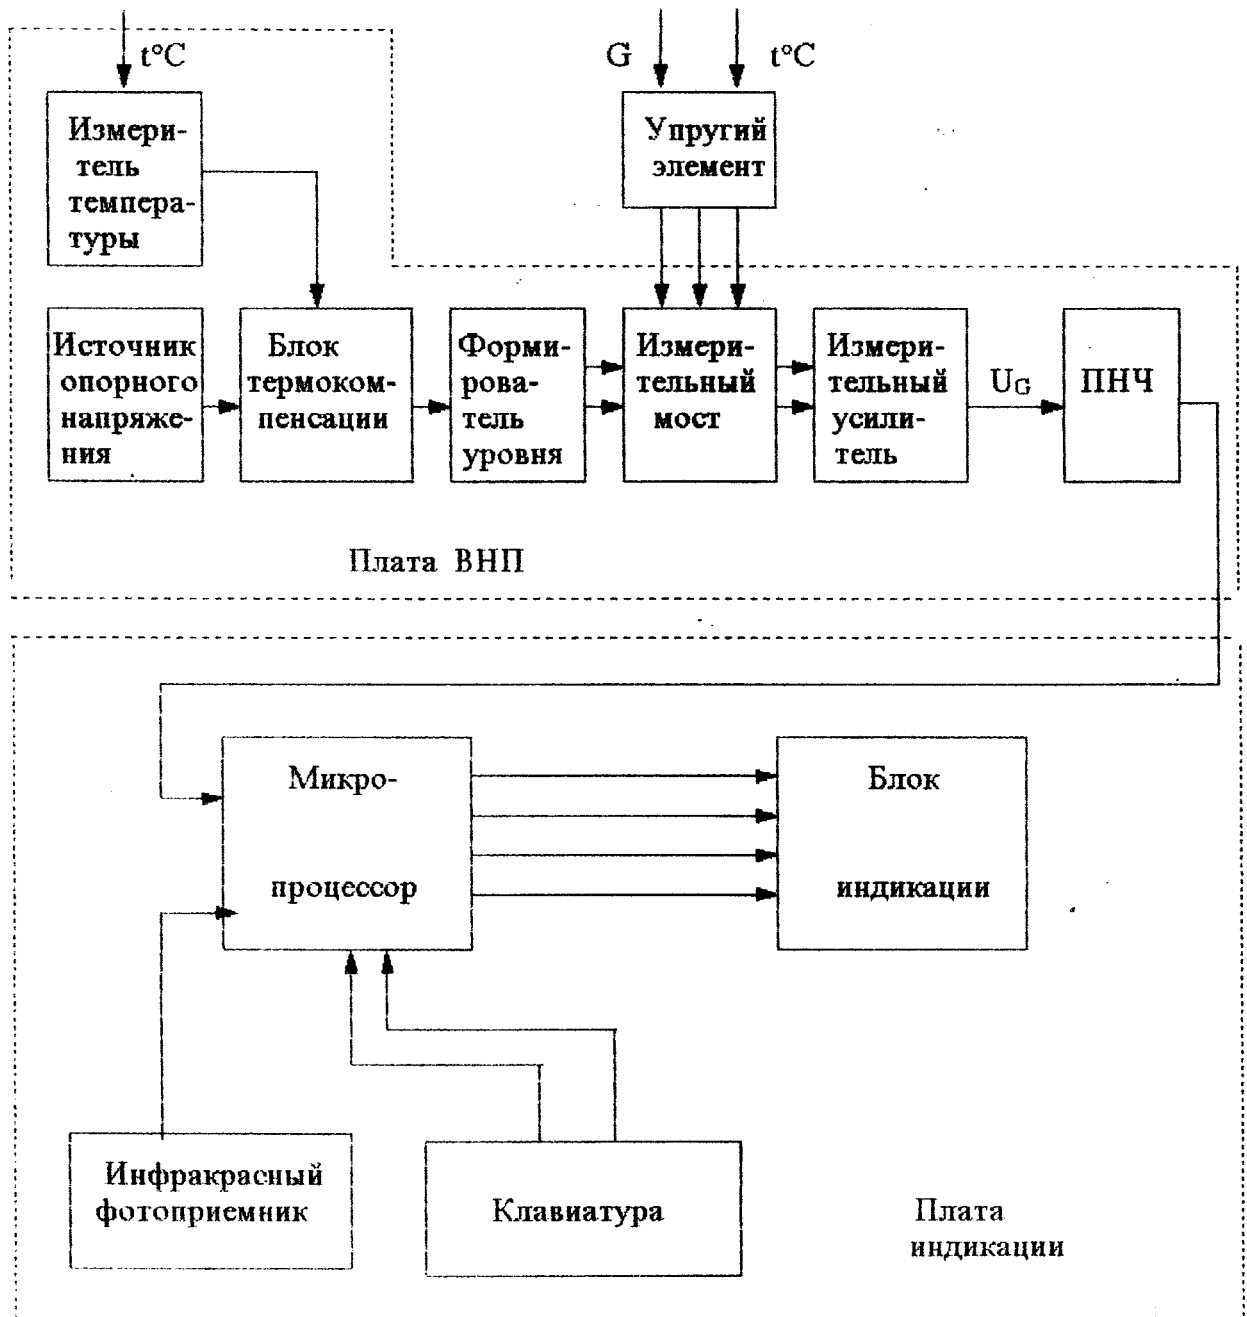 t°C
G
t°C
Измери-
тель
темпера-
туры
Упругий
элемент
Источник
опорного
напряже-
ния
Блок
термоком-
пенсации
Форми-
рова-
тель
уровня
Измери-
тельный
мост
Измери-
тельный
усили-
тель
UG
ПНЧ
Плата ВНП
Микро-
процессор
Блок
индикации
Инфракрасный
фотоприемник
Клавиатура
Плата
индикации